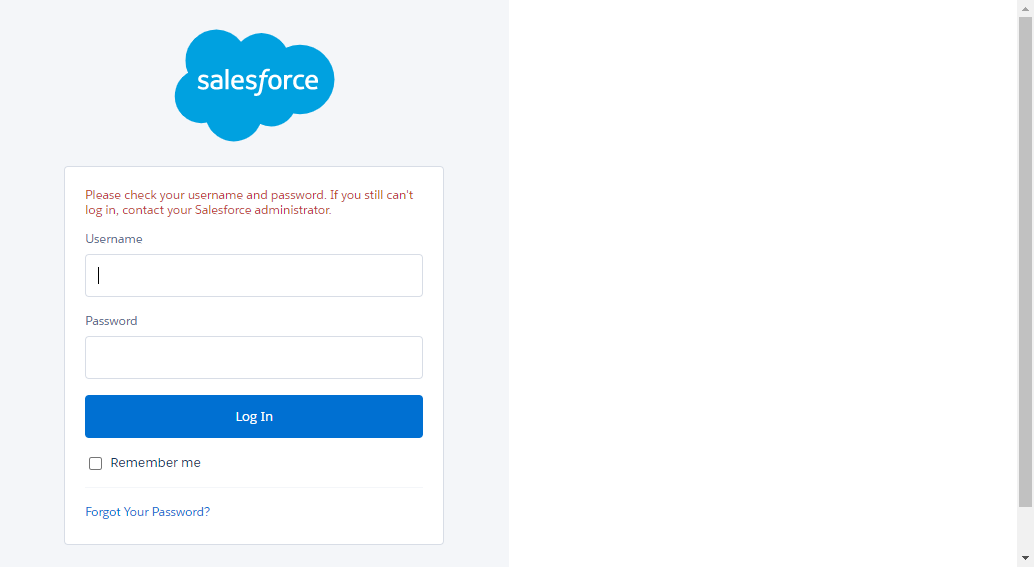 salesforce
Please check your username and password. If you still can't
log in, contact your Salesforce administrator.
Username
Password
Log In
Remember me
Forgot Your Password?